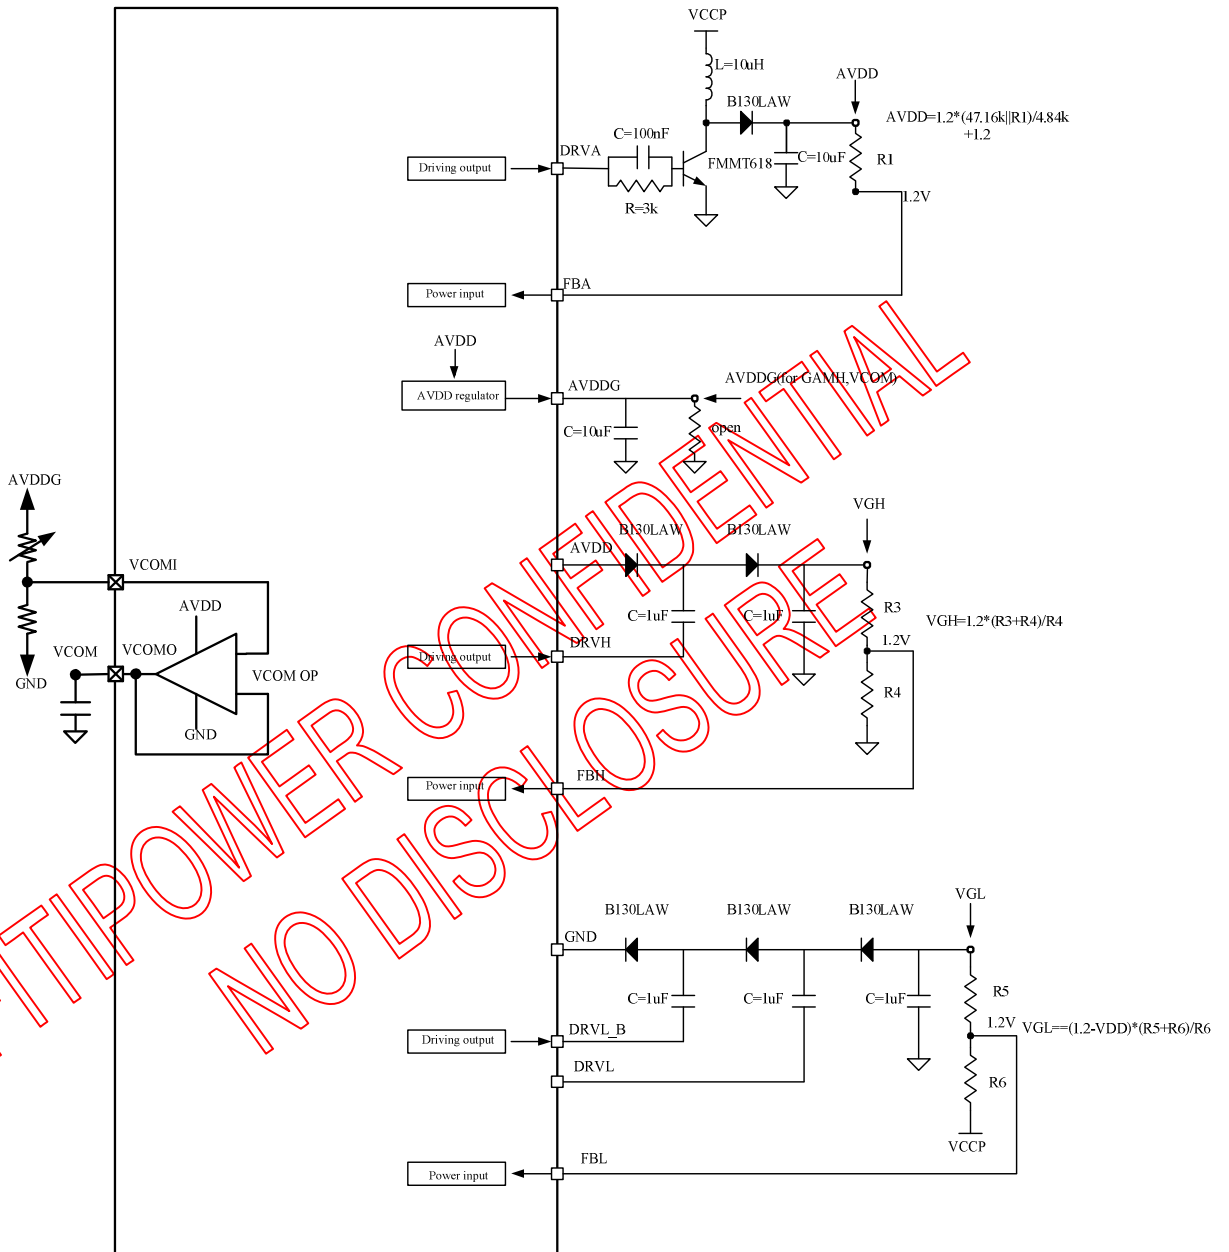 VCCP
L=10uH
B130LAW
AVDD
AVDD=1.2*(47.16k||R1)/4.84k
+1.2
C=100nF
DRVA
Driving output
FMMT618
C=10uF
R1
R=3k
1.2V
FBA
Power input
AVDD
AVDD regulator
AVDDG
AVDDG(for GAMH,VCOM)
C=10uF
open
AVDDG
VCOMI
AVDD
VCOM
VCOMO
VCOM OP
GND
GND
B130LAW
B130LAW
VGH
AVDD
C=1uF
C=1uF
R3
VGH=1.2*(R3+R4)/R4
DRVH
Driving output
1.2V
R4
FBH
Power input
TIPOWER CONFIDENTIAL
NO DISCLOSURE
VGL
B130LAW
B130LAW
B130LAW
GND
C=1uF
C=1uF
C=1uF
R5
1.2V
VGL==(1.2-VDD)*(R5+R6)/R6
DRVL_B
Driving output
DRVL
R6
VCCP
FBL
Power input